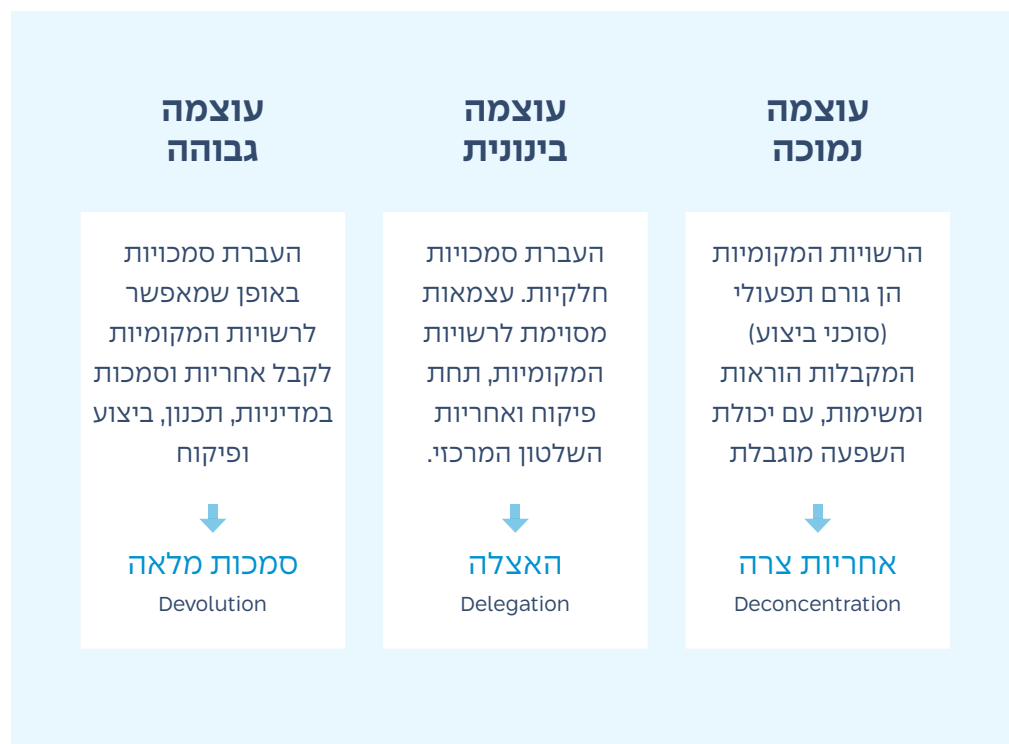 עוצמה
נמוכה
הרשויות המקומיות
הן גורם תפעולי
(סוכני ביצוע)
המקבלות הוראות
ומשימות, עם יכולת
השפעה מוגבלת
אחריות צרה
Deconcentration
עוצמה
בינונית
העברת סמכויות
חלקיות. עצמאות
מסוימת לרשויות
המקומיות, תחת
פיקוח ואחריות
השלטון המרכזי.
האצלה
Delegation
עוצמה
גבוהה
העברת סמכויות
באופן שמאפשר
לרשויות המקומיות
לקבל אחריות וסמכות
במדיניות, תכנון, ביצוע
ופיקוח
סמכות מלאה
Devolution